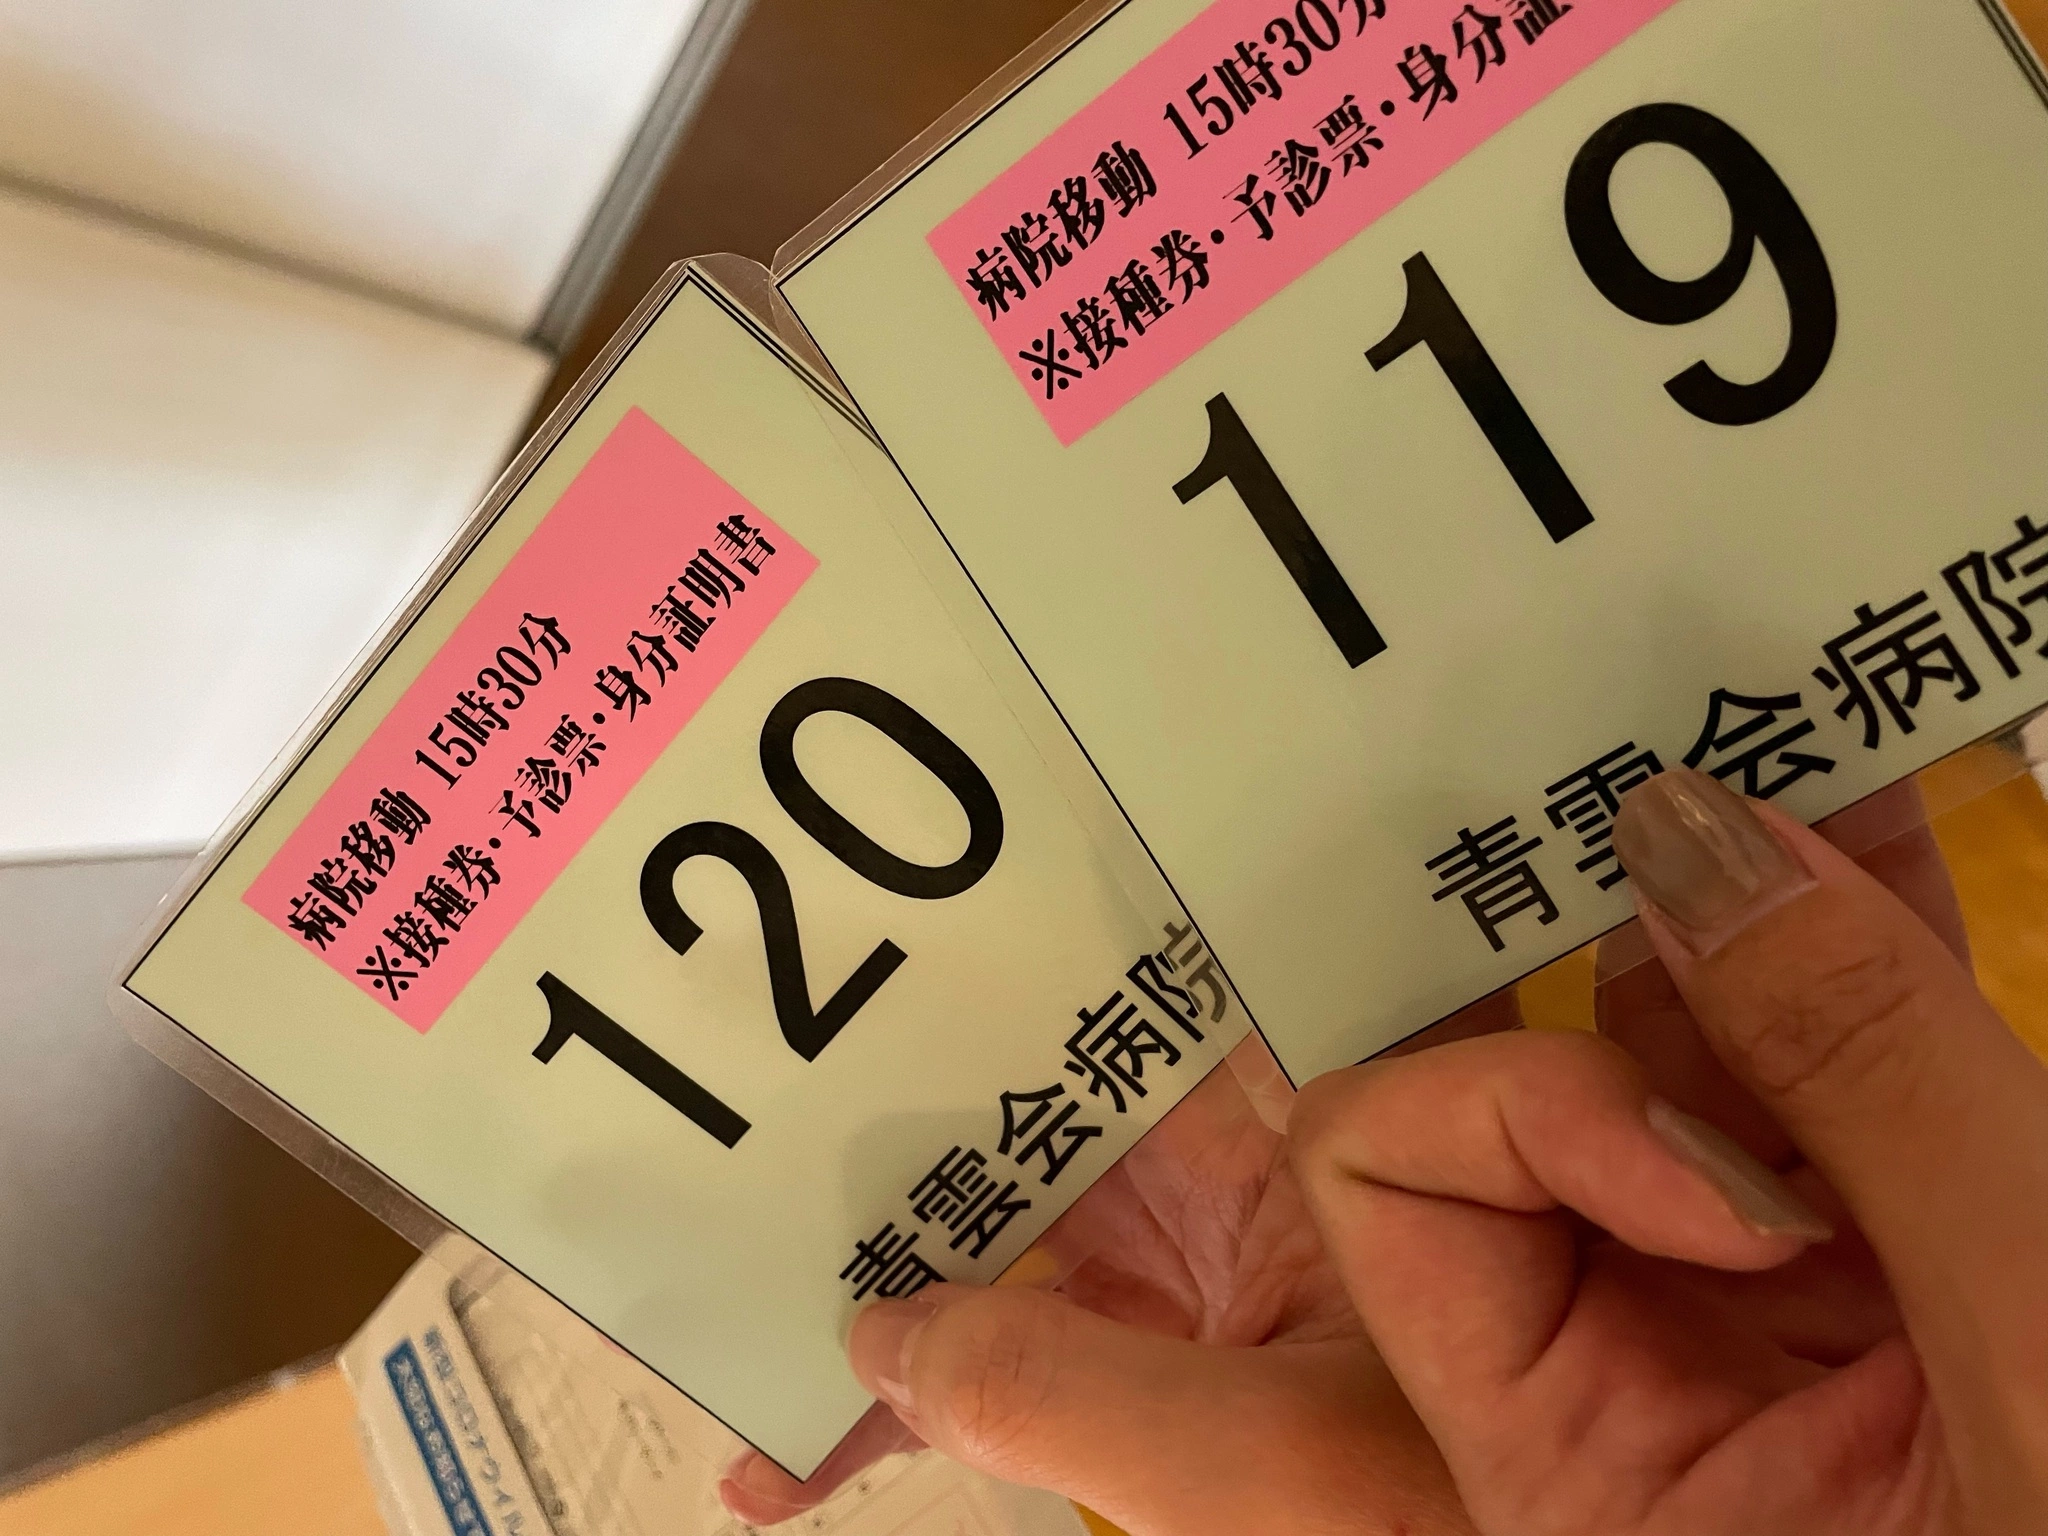 病院移動 15時30分
※接種券・予診票・身分証明書
120
青雲会病院
病院移動 15時30分
※接種券・予診票・身分証
119
青雲会病院